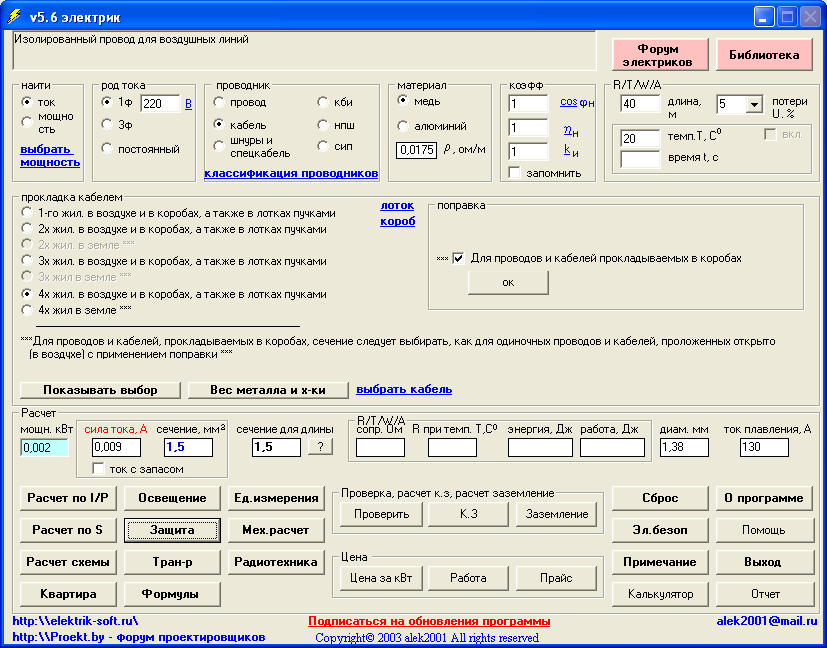 v5.6 электрик
Изолированный провод для воздушных линий
Форум электриков
Библиотека
найти
ток
мощно
сть
выбрать
мощность
род тока
1ф 220 В
3ф
постоянный
проводник
провод
кабель
шнуры и
спецкабель
кби
нпш
сип
классификация проводников
материал
медь
алюминий
0,0175 ρ, ом/м
коэфф
1 cos φн
1 η н
1 k и
запомнить
R/T/W/A
40 длина, м
5 потери U. %
20 темп.Т, С⁰
вкл.
время t, с
прокладка кабелем
1-го жил. в воздухе и в коробах, а также в лотках пучками
2х жил. в воздухе и в коробах, а также в лотках пучками
2х жил. в земле ***
3х жил. в воздухе и в коробах, а также в лотках пучками
3х жил. в земле ***
4х жил. в воздухе и в коробах, а также в лотках пучками
4х жил в земле ***
лоток
короб
поправка
*** Для проводов и кабелей прокладываемых в коробах
ок
***Для проводов и кабелей, прокладываемых в коробах, сечение следует выбирать, как для одиночных проводов и кабелей, проложенных открыто
(в воздухе) с применением поправки ***
Показывать выбор
Вес металла и х-ки
выбрать кабель
Расчет
мощн. кВт
0,002
сила тока, А
0,009
сечение, мм²
1,5
ток с запасом
сечение для длины
1,5 ?
R/T/W/A
сопр. Ом
R при темп. Т,С⁰
энергия, Дж
работа, Дж
диам. мм
1,38
ток плавления, А
130
Расчет по I/P
Освещение
Ед.измерения
Расчет по S
Защита
Мех.расчет
Расчет схемы
Тран-р
Радиотехника
Квартира
Формулы
Проверка, расчет к.з, расчет заземление
Проверить
К.З
Заземление
Цена
Цена за кВт
Работа
Прайс
Сброс
О программе
Эл.безоп
Помощь
Примечание
Выход
Калькулятор
Отчет
http:\\elektrik-soft.ru\
Подписаться на обновления программы
alek2001@mail.ru
http:\\Proekt.by - форум проектировщиков
Copyright© 2003 alek2001 All rights reserved